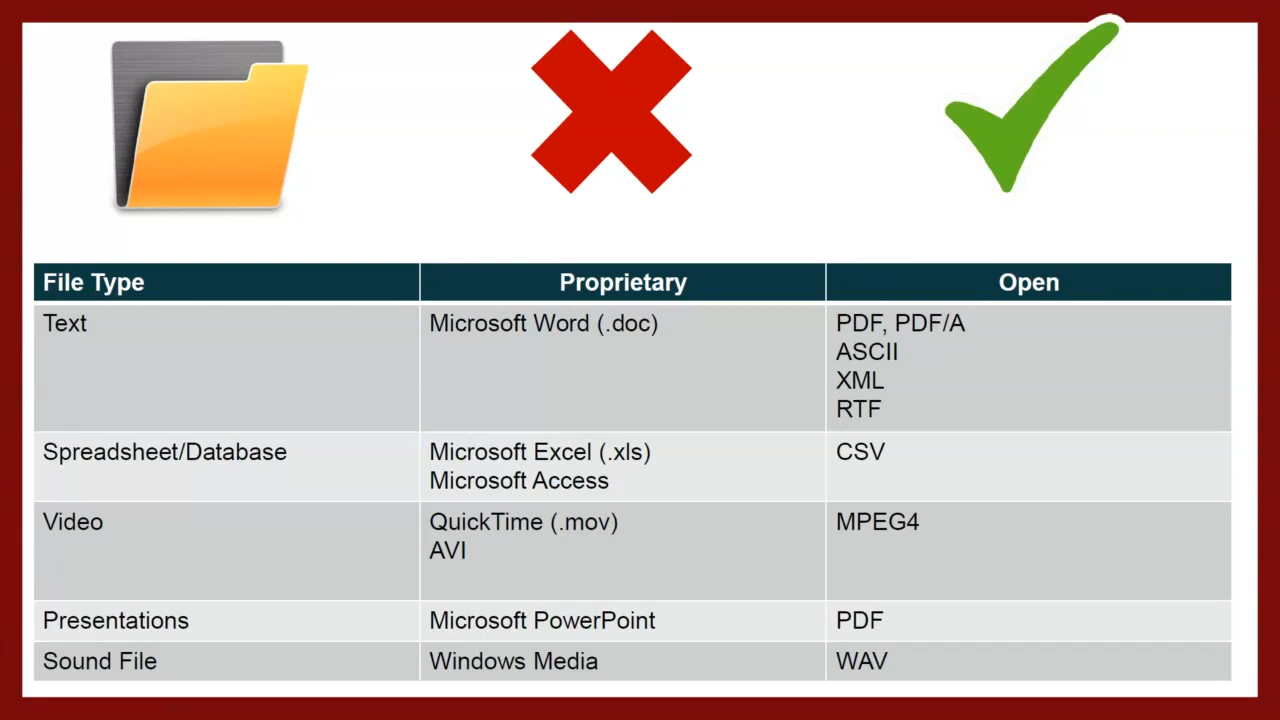 File Type Proprietary Open
Text Microsoft Word (.doc) PDF, PDF/A
ASCII
XML
RTF
Spreadsheet/Database Microsoft Excel (.xls) CSV
Microsoft Access
Video QuickTime (.mov) MPEG4
AVI
Presentations Microsoft PowerPoint PDF
Sound File Windows Media WAV